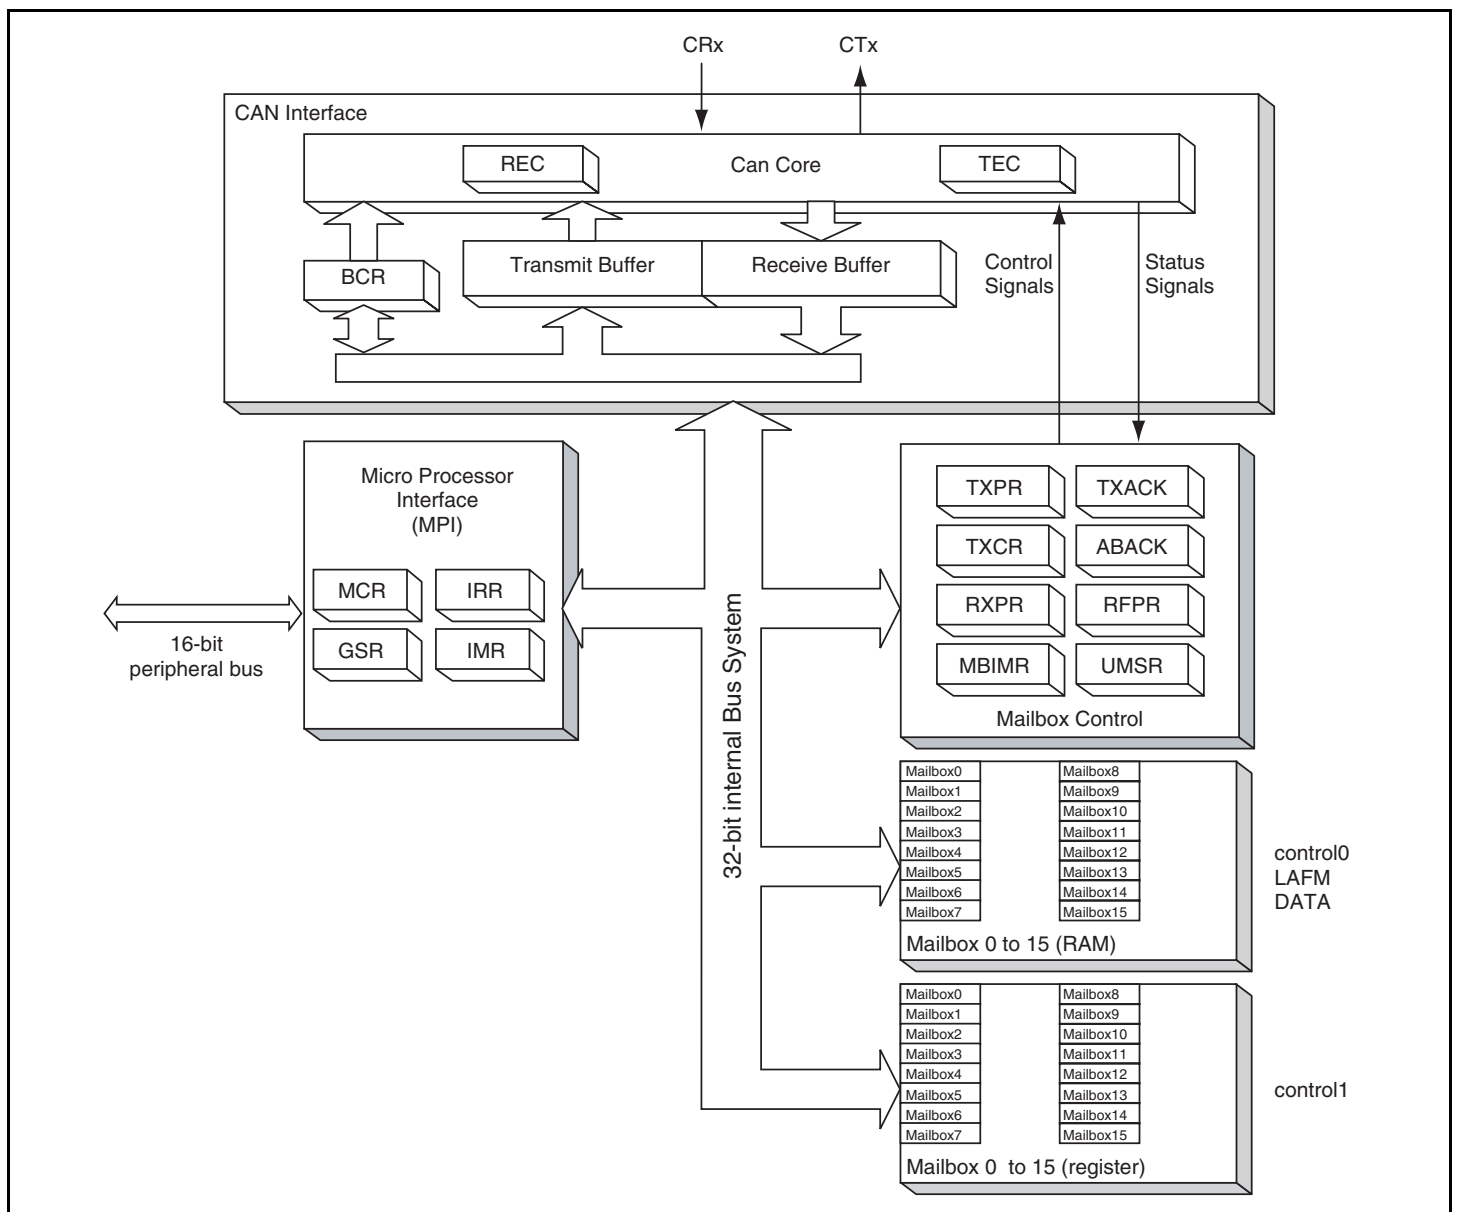 CRx
CTx
CAN Interface
REC
Can Core
TEC
BCR
Transmit Buffer
Receive Buffer
Control
Signals
Status
Signals
Micro Processor
Interface
(MPI)
MCR
IRR
GSR
IMR
16-bit
peripheral bus
32-bit internal Bus System
TXPR
TXACK
TXCR
ABACK
RXPR
RFPR
MBIMR
UMSR
Mailbox Control
Mailbox0
Mailbox1
Mailbox2
Mailbox3
Mailbox4
Mailbox5
Mailbox6
Mailbox7
Mailbox8
Mailbox9
Mailbox10
Mailbox11
Mailbox12
Mailbox13
Mailbox14
Mailbox15
Mailbox 0 to 15 (RAM)
control0
LAFM
DATA
Mailbox0
Mailbox1
Mailbox2
Mailbox3
Mailbox4
Mailbox5
Mailbox6
Mailbox7
Mailbox8
Mailbox9
Mailbox10
Mailbox11
Mailbox12
Mailbox13
Mailbox14
Mailbox15
Mailbox 0 to 15 (register)
control1